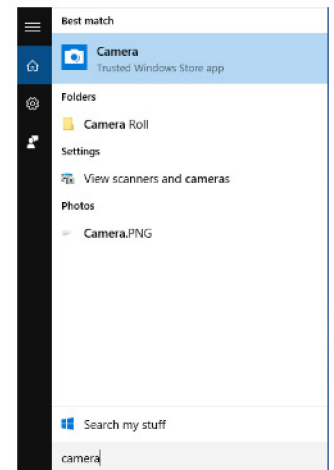 Best match
Camera
Trusted Windows Store app
Folders
Camera Roll
Settings
View scanners and cameras
Photos
Camera.PNG
Search my stuff
camera